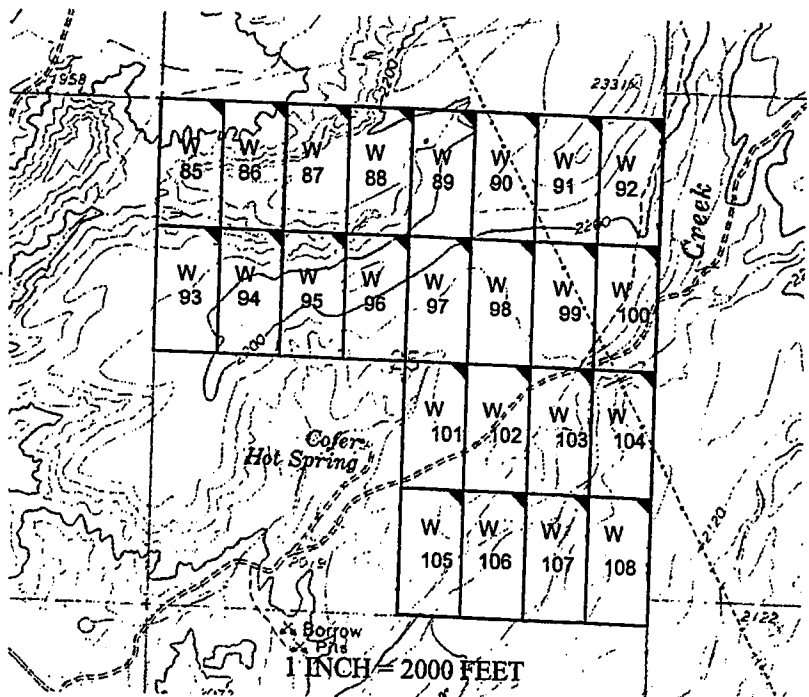 1958
2200
2331
W 85
W 86
W 87
W 88
W 89
W 90
W 91
W 92
Creek
2200
W 93
W 94
W 95
W 96
W 97
W 98
W 99
W 100
W 101
W 102
W 103
W 104
Cofer
Hot Spring
W 105
W 106
W 107
W 108
2120
2122
Borrow
Pits
1 INCH = 2000 FEET